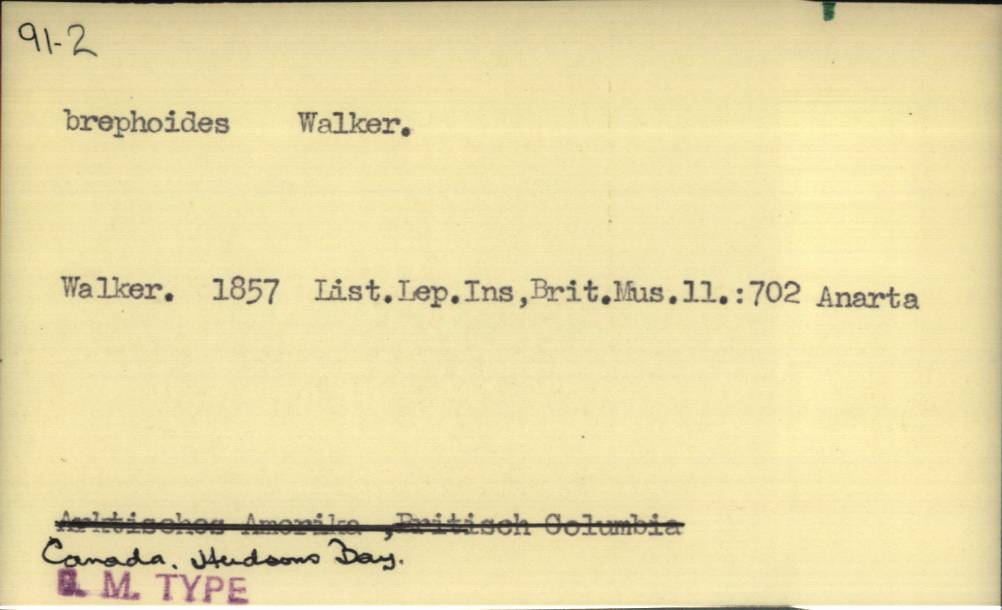 91-2
brephoides Walker.
Walker. 1857 List.Lep.Ins,Brit.Mus.11.:702 Anarta
Arktisches Amerika ,Britisch Columbia
Canada. Hudsons Bay.
B. M. TYPE